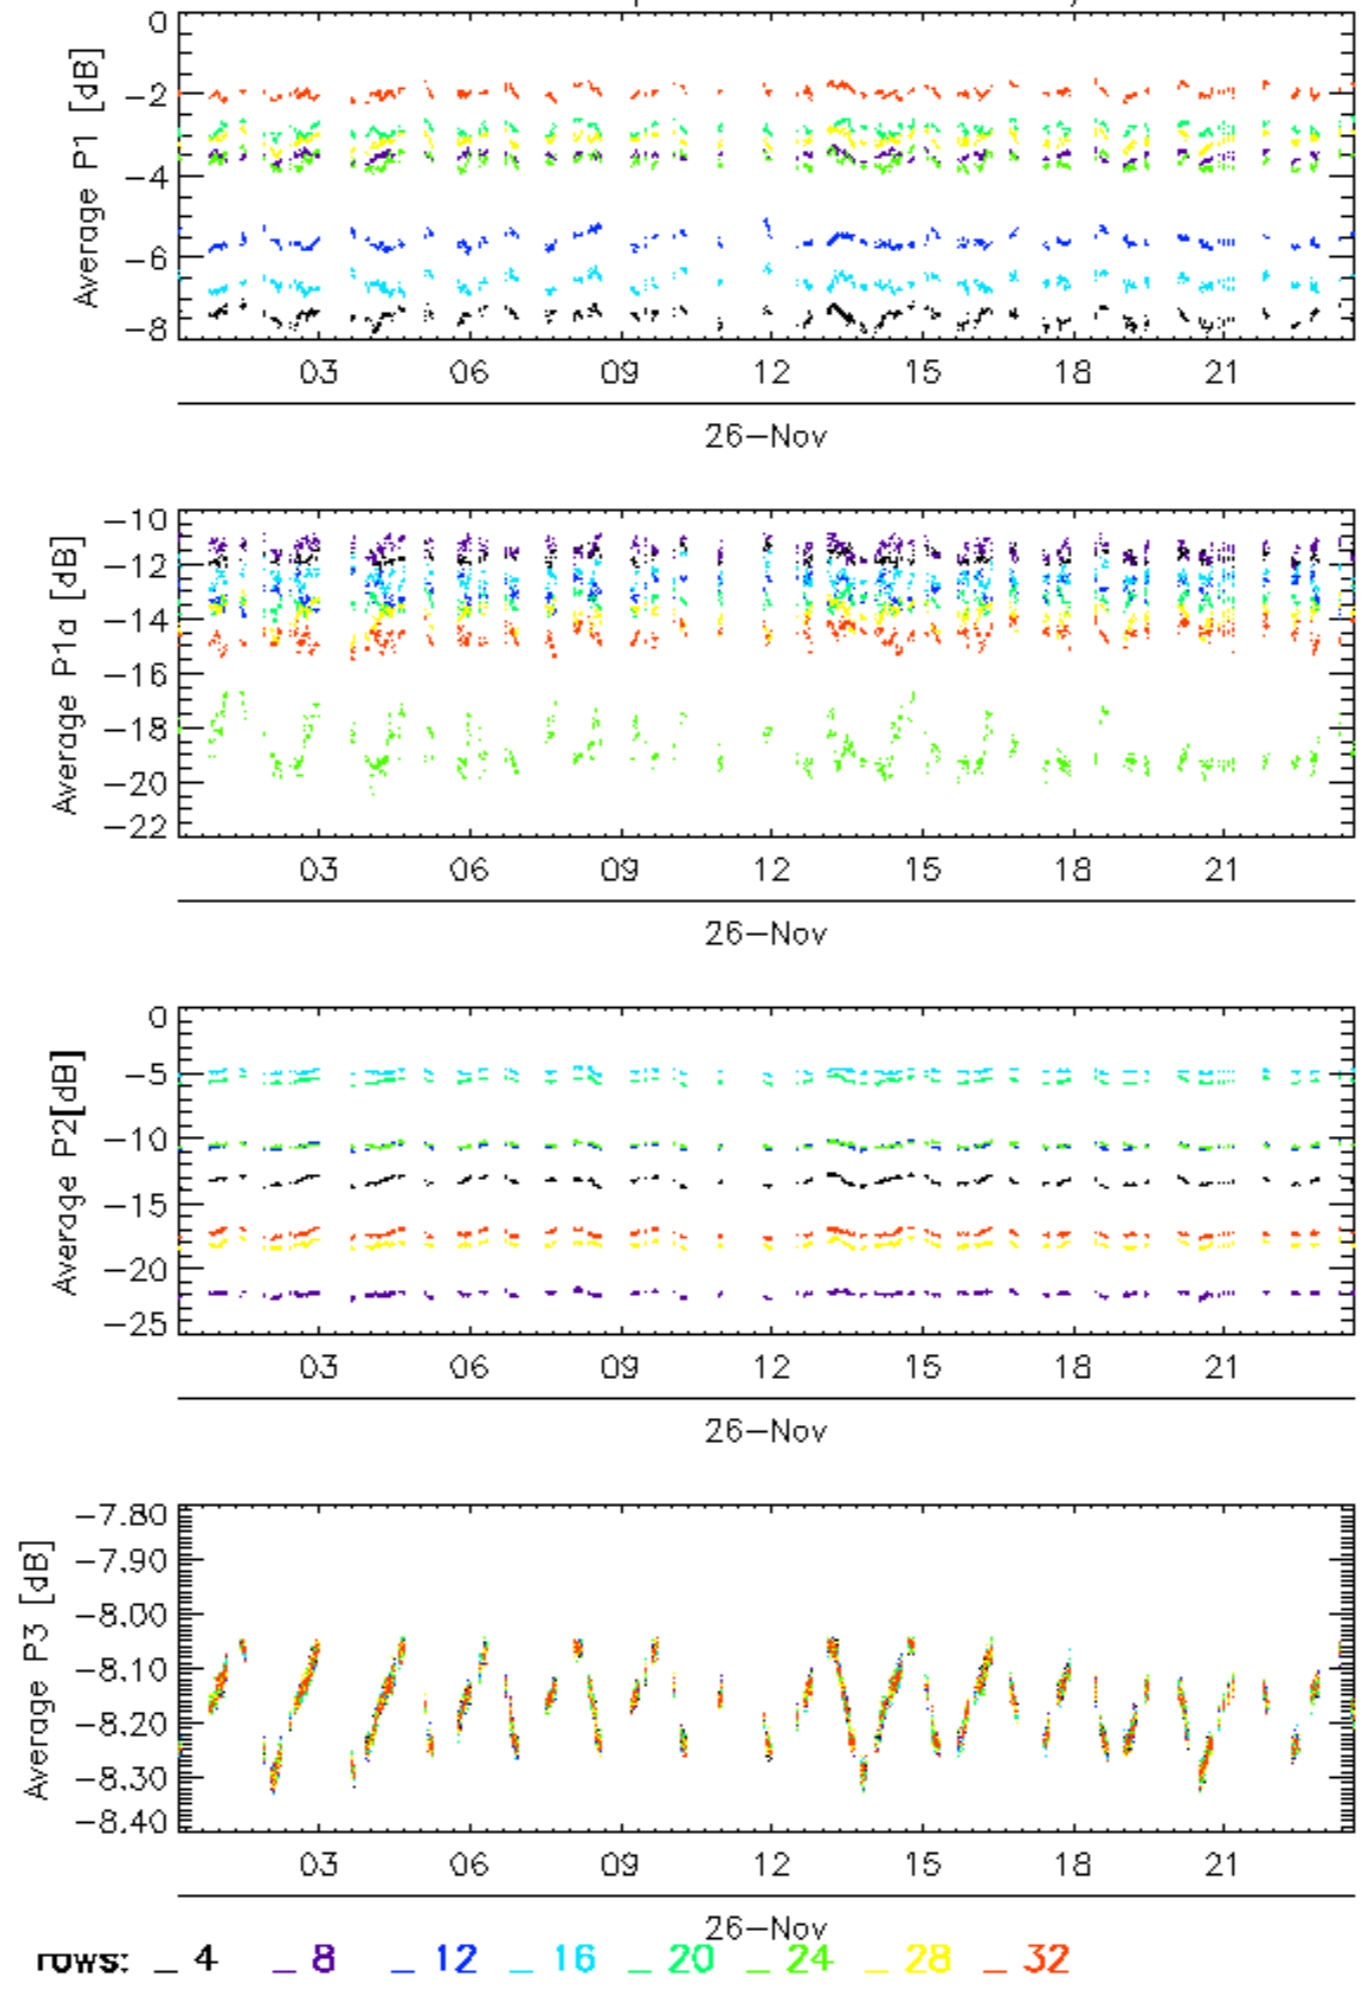 0
−2
−4
−6
−8
Average P1 [dB]
03 06 09 12 15 18 21
26−Nov
−10
−12
−14
−16
−18
−20
−22
Average P1a [dB]
03 06 09 12 15 18 21
26−Nov
0
−5
−10
−15
−20
−25
Average P2[dB]
03 06 09 12 15 18 21
26−Nov
−7.80
−7.90
−8.00
−8.10
−8.20
−8.30
−8.40
Average P3 [dB]
03 06 09 12 15 18 21
26−Nov
rows: _ 4 _ 8 _ 12 _ 16 _ 20 _ 24 _ 28 _ 32